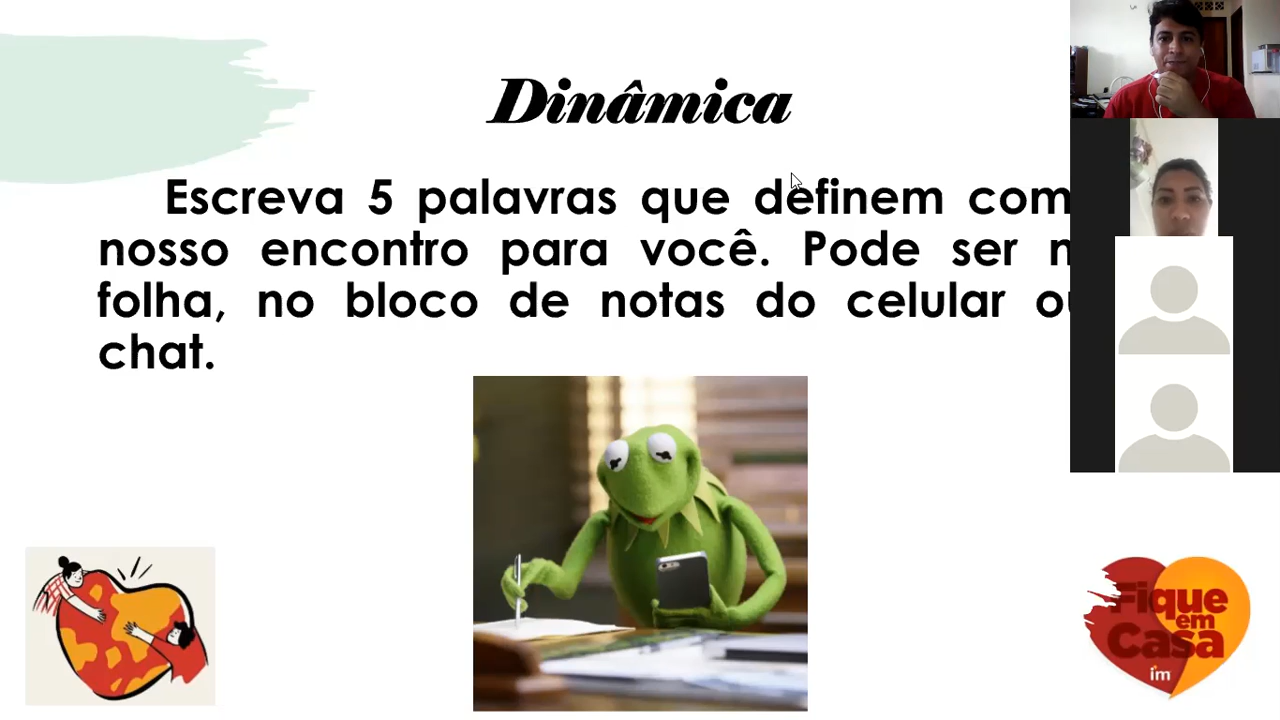 Dinâmica
Escreva 5 palavras que definem com
nosso encontro para você. Pode ser
folha, no bloco de notas do celular
chat.
Fique
em
Casa
im